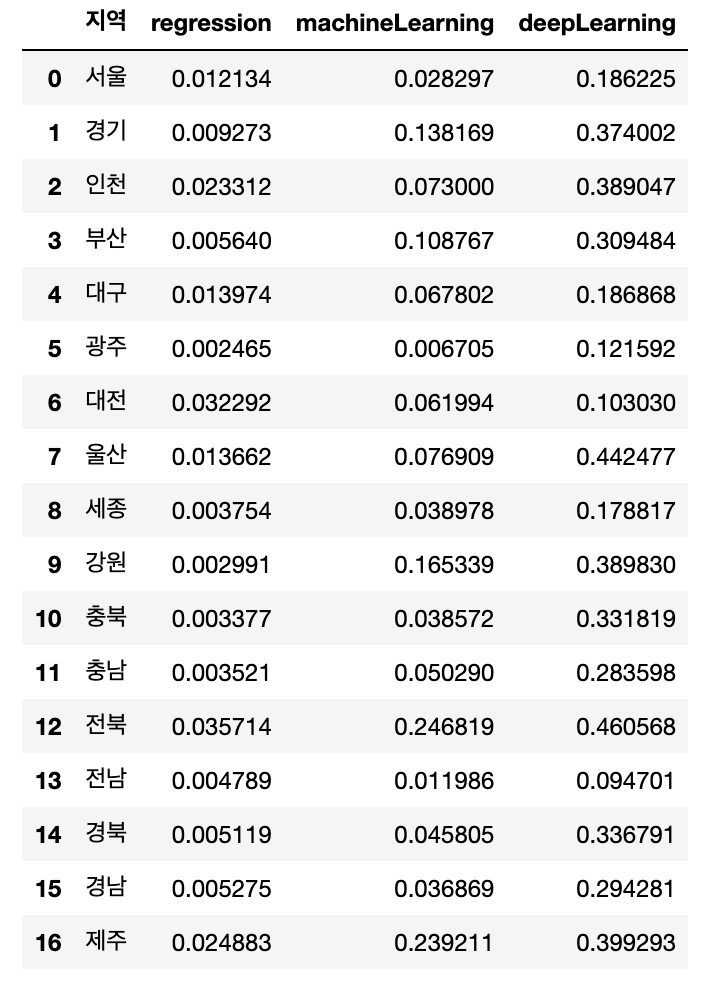 지역 regression machineLearning deepLearning
0 서울 0.012134 0.028297 0.186225
1 경기 0.009273 0.138169 0.374002
2 인천 0.023312 0.073000 0.389047
3 부산 0.005640 0.108767 0.309484
4 대구 0.013974 0.067802 0.186868
5 광주 0.002465 0.006705 0.121592
6 대전 0.032292 0.061994 0.103030
7 울산 0.013662 0.076909 0.442477
8 세종 0.003754 0.038978 0.178817
9 강원 0.002991 0.165339 0.389830
10 충북 0.003377 0.038572 0.331819
11 충남 0.003521 0.050290 0.283598
12 전북 0.035714 0.246819 0.460568
13 전남 0.004789 0.011986 0.094701
14 경북 0.005119 0.045805 0.336791
15 경남 0.005275 0.036869 0.294281
16 제주 0.024883 0.239211 0.399293